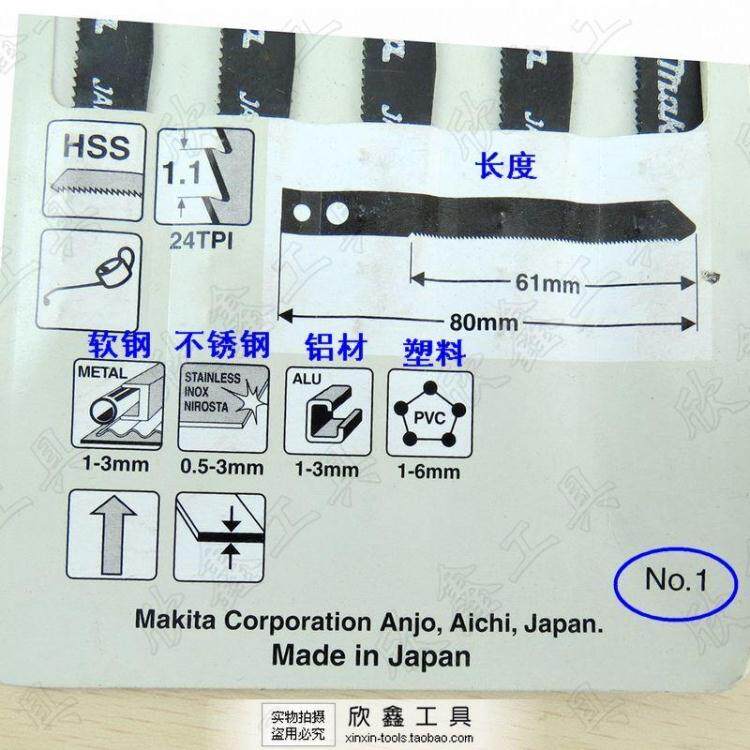 HSS
1.1
24TPI
长度
61mm
80mm
软钢 不锈钢 铝材 塑料
METAL
STAINLESS
INOX
NIROSTA
ALU
PVC
1-3mm 0.5-3mm 1-3mm 1-6mm
No.1
Makita Corporation Anjo, Aichi, Japan.
Made in Japan
实物拍摄
盗用必究
欣鑫工具
xinxin-tools.taobao.com